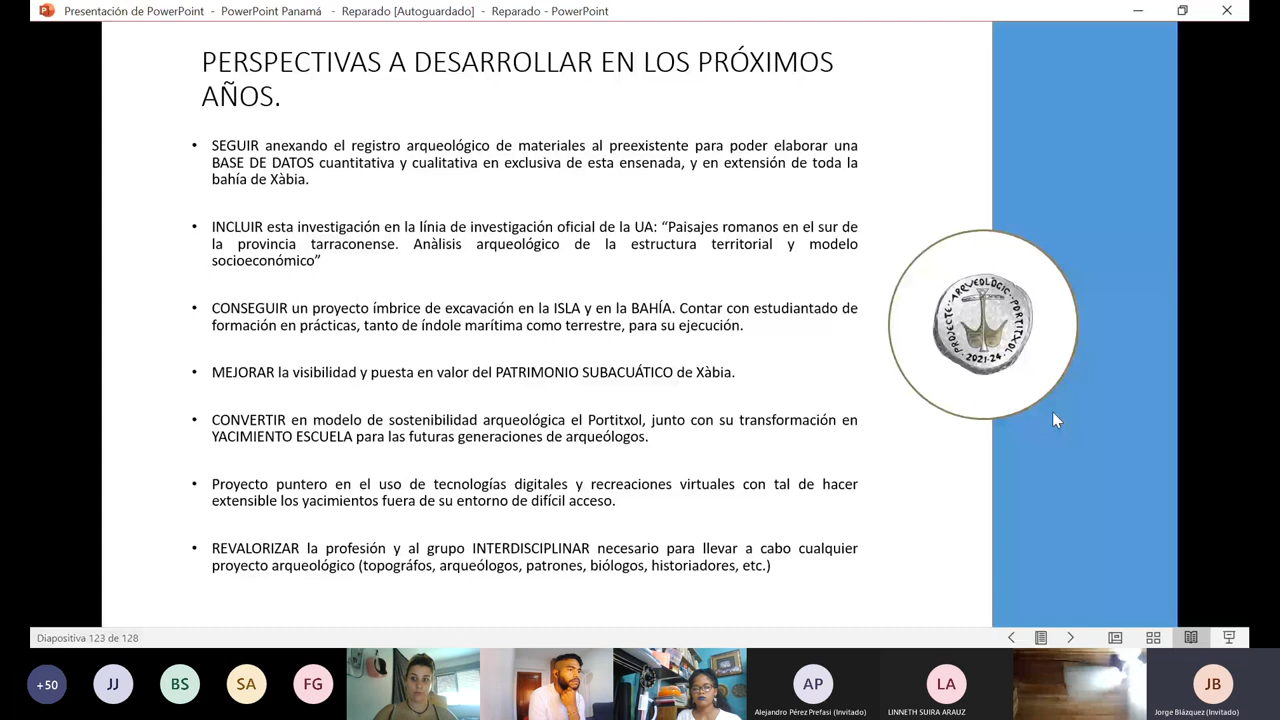 Presentación de PowerPoint - PowerPoint Panamá - Reparado [Autoguardado] - Reparado - PowerPoint
PERSPECTIVAS A DESARROLLAR EN LOS PRÓXIMOS
AÑOS.
• SEGUIR anexando el registro arqueológico de materiales al preexistente para poder elaborar una
BASE DE DATOS cuantitativa y cualitativa en exclusiva de esta ensenada, y en extensión de toda la
bahía de Xàbia.
• INCLUIR esta investigación en la línia de investigación oficial de la UA: “Paisajes romanos en el sur de
la provincia tarraconense. Anàlisis arqueológico de la estructura territorial y modelo
socioeconómico”
• CONSEGUIR un proyecto ímbrice de excavación en la ISLA y en la BAHÍA. Contar con estudiantado de
formación en prácticas, tanto de índole marítima como terrestre, para su ejecución.
• MEJORAR la visibilidad y puesta en valor del PATRIMONIO SUBACUÁTICO de Xàbia.
• CONVERTIR en modelo de sostenibilidad arqueológica el Portitxol, junto con su transformación en
YACIMIENTO ESCUELA para las futuras generaciones de arqueólogos.
• Proyecto puntero en el uso de tecnologías digitales y recreaciones virtuales con tal de hacer
extensible los yacimientos fuera de su entorno de difícil acceso.
• REVALORIZAR la profesión y al grupo INTERDISCIPLINAR necesario para llevar a cabo cualquier
proyecto arqueológico (topográfos, arqueólogos, patrones, biólogos, historiadores, etc.)
PROJECTE · ARQUEOLÒGIC · PORTITXOL
· 2021-24 ·
Diapositiva 123 de 128
+50
JJ
BS
SA
FG
AP
LA
JB
Alejandro Pérez Prefasi (Invitado)
LINNETH SUIRA ARAUZ
Jorge Blázquez (Invitado)